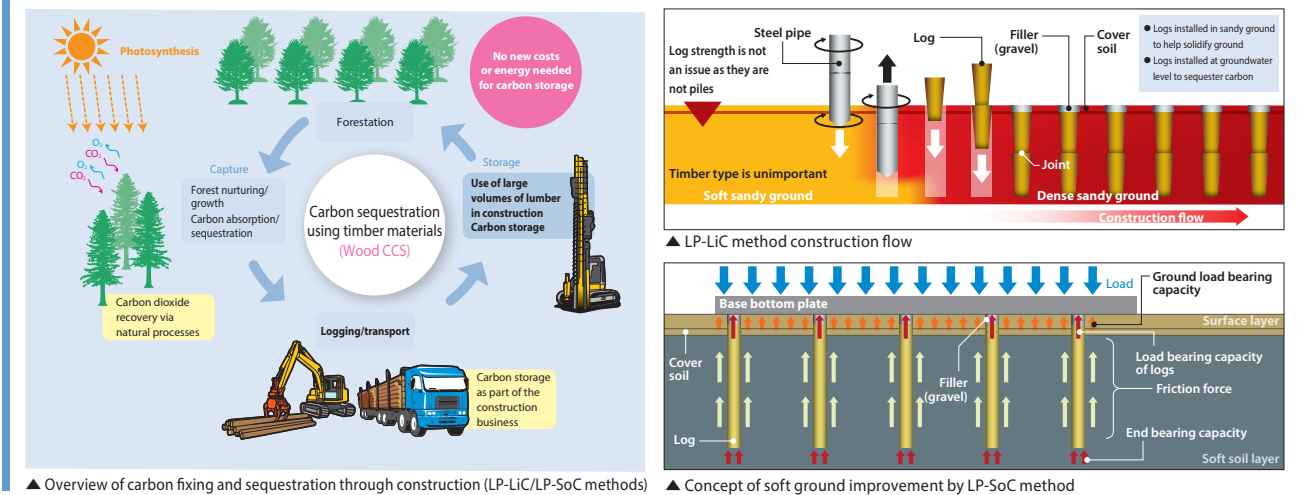 Photosynthesis
No new costs
or energy needed
for carbon storage
Forestation
O₂
CO₂
O₂
CO₂
Capture
Forest nurturing/
growth
Carbon absorption/
sequestration
Storage
Use of large
volumes of lumber
in construction
Carbon storage
Carbon sequestration
using timber materials
(Wood CCS)
Carbon dioxide
recovery via
natural processes
Logging/transport
Carbon storage
as part of the
construction
business
▲ Overview of carbon fixing and sequestration through construction (LP-LiC/LP-SoC methods)
Log strength is not
an issue as they are
not piles
Steel pipe
Log
Filler
(gravel)
Cover
soil
● Logs installed in sandy ground
to help solidify ground
● Logs installed at groundwater
level to sequester carbon
Joint
Timber type is unimportant
Soft sandy ground
Dense sandy ground
Construction flow
▲ LP-LiC method construction flow
Load
Ground load bearing
capacity
Base bottom plate
Surface layer
Cover
soil
Filler
(gravel)
Load bearing capacity
of logs
Friction force
Log
End bearing capacity
Soft soil layer
▲ Concept of soft ground improvement by LP-SoC method